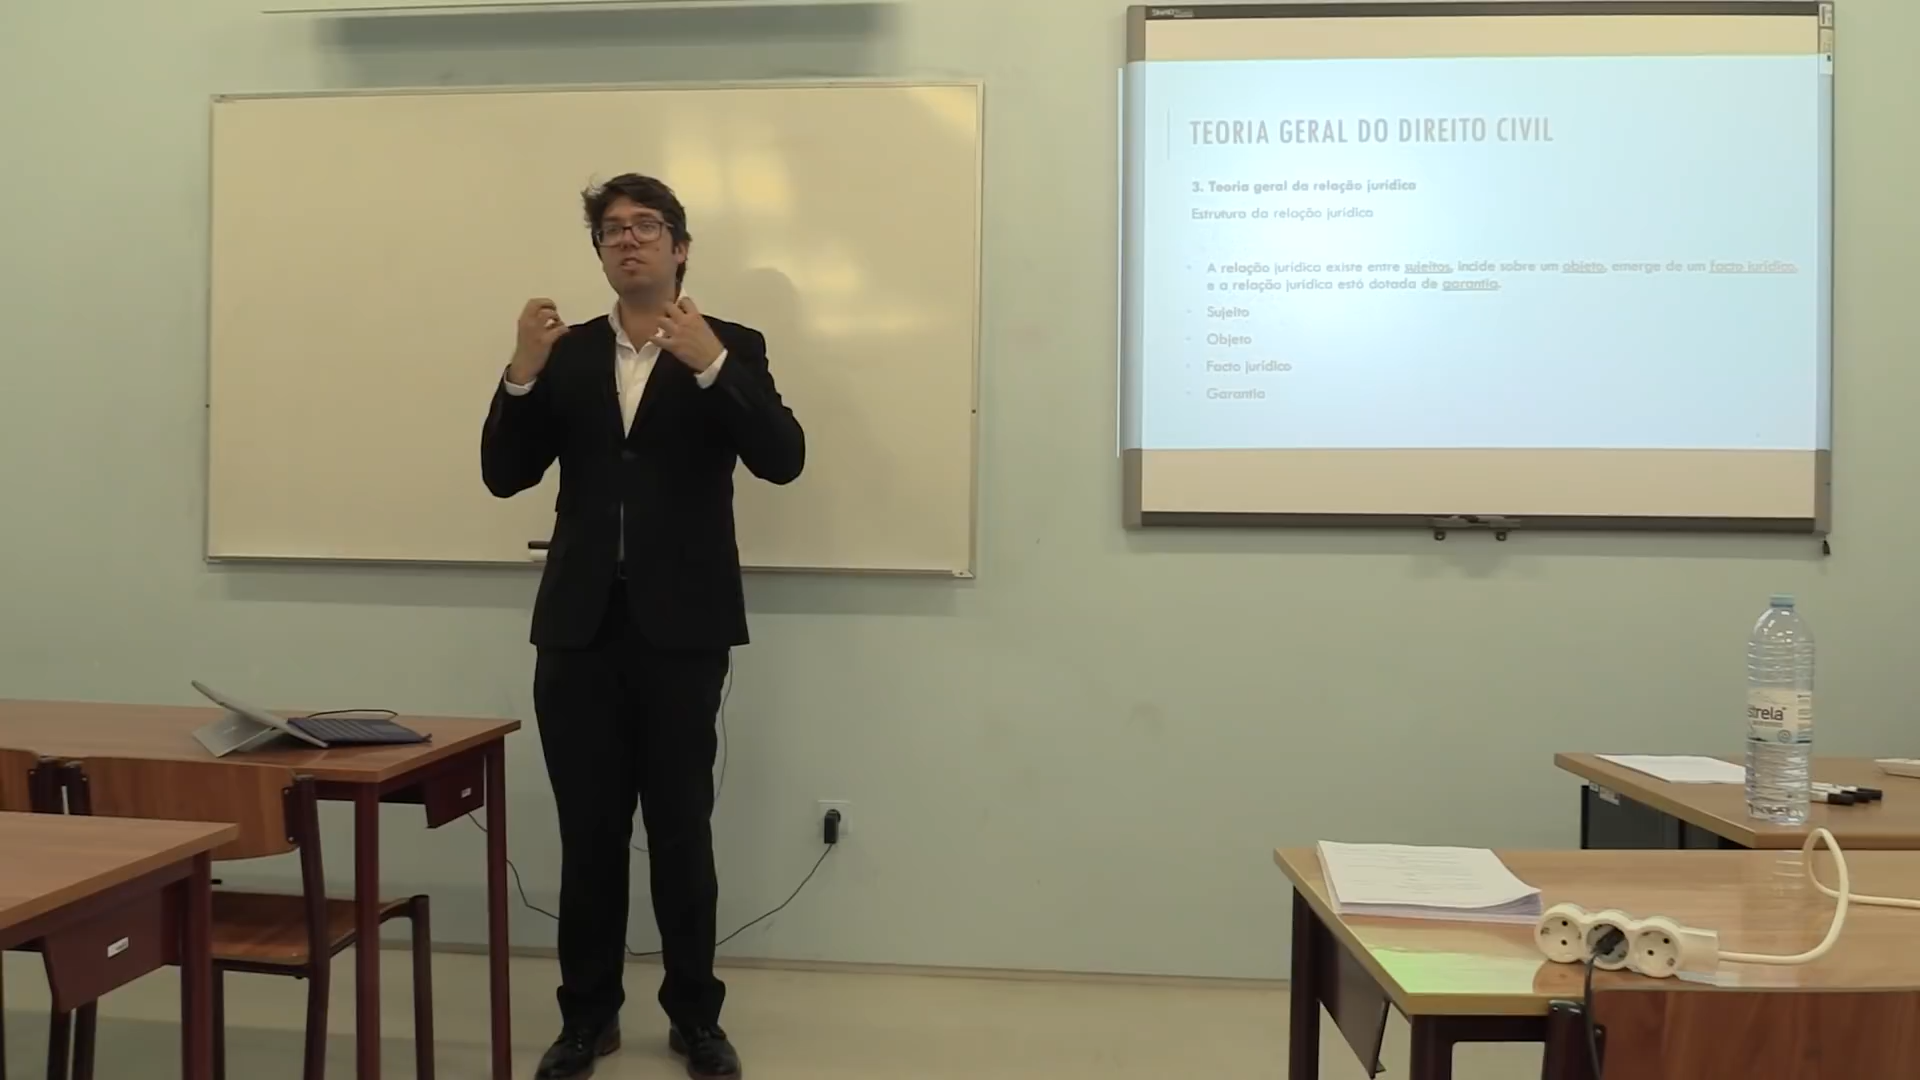 TEORIA GERAL DO DIREITO CIVIL
3. Teoria geral da relação jurídica
Estrutura da relação jurídica
- A relação jurídica existe entre sujeitos, incide sobre um objeto, emerge de um facto jurídico,
e a relação jurídica está dotada de garantia.
- Sujeito
- Objeto
- Facto jurídico
- Garantia
strela